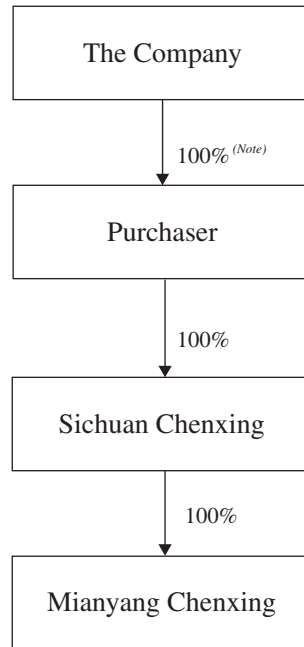 The Company
100% (Note)
Purchaser
100%
Sichuan Chenxing
100%
Mianyang Chenxing